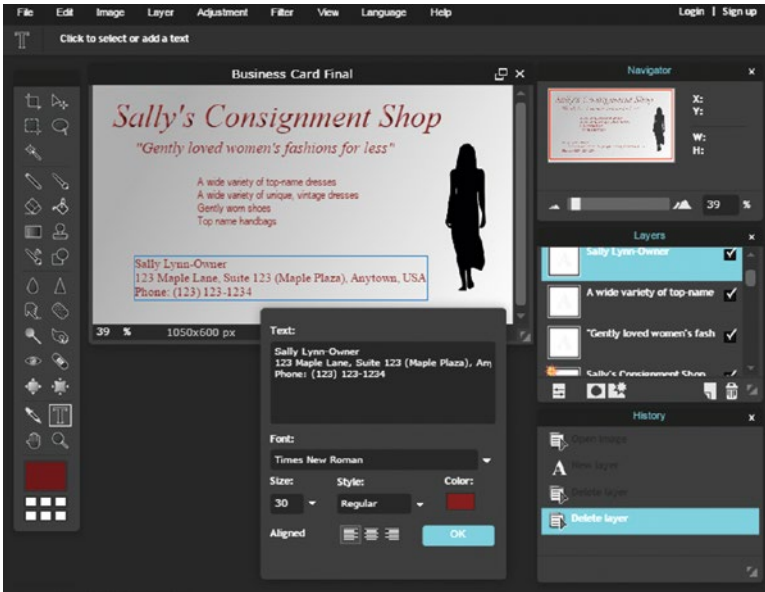 File Edit Image Layer Adjustment Filter View Language Help Login | Sign up
Click to select or add a text
Business Card Final
Sally's Consignment Shop
"Gently loved women's fashions for less"
A wide variety of top-name dresses
A wide variety of unique, vintage dresses
Gently worn shoes
Top name handbags
Sally Lynn-Owner
123 Maple Lane, Suite 123 (Maple Plaza), Anytown, USA
Phone: (123) 123-1234
39 % 1050x600 px
Text:
Sally Lynn-Owner
123 Maple Lane, Suite 123 (Maple Plaza), Any
Phone: (123) 123-1234
Font:
Times New Roman
Size: Style: Color:
30 Regular
Aligned OK
Navigator
X:
Y:
W:
H:
39 %
Layers
Sally Lynn-Owner
A wide variety of top-name
"Gently loved women's fash
Sally's Consignment Shop
History
Open image
New layer
Delete layer
Delete layer